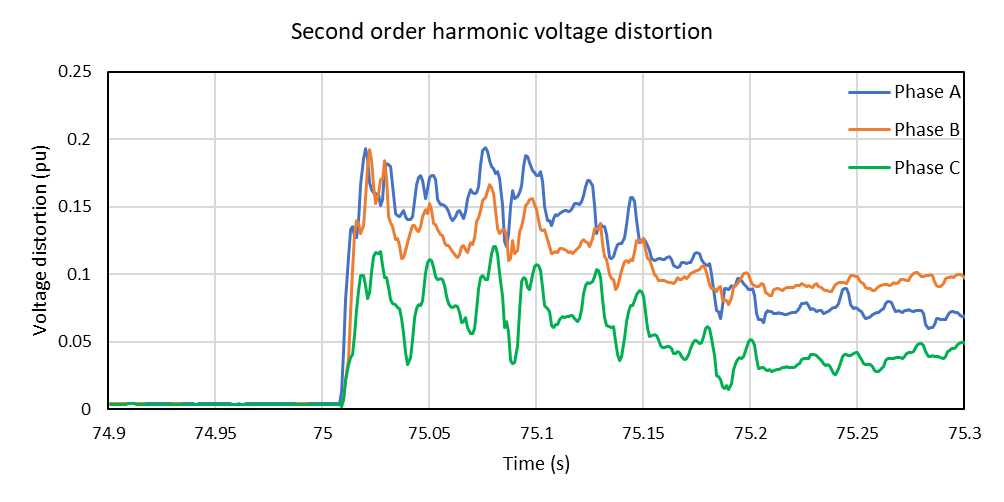 Second order harmonic voltage distortion
Voltage distortion (pu)
0.25
0.2
0.15
0.1
0.05
0
Phase A
Phase B
Phase C
74.9 74.95 75 75.05 75.1 75.15 75.2 75.25 75.3
Time (s)